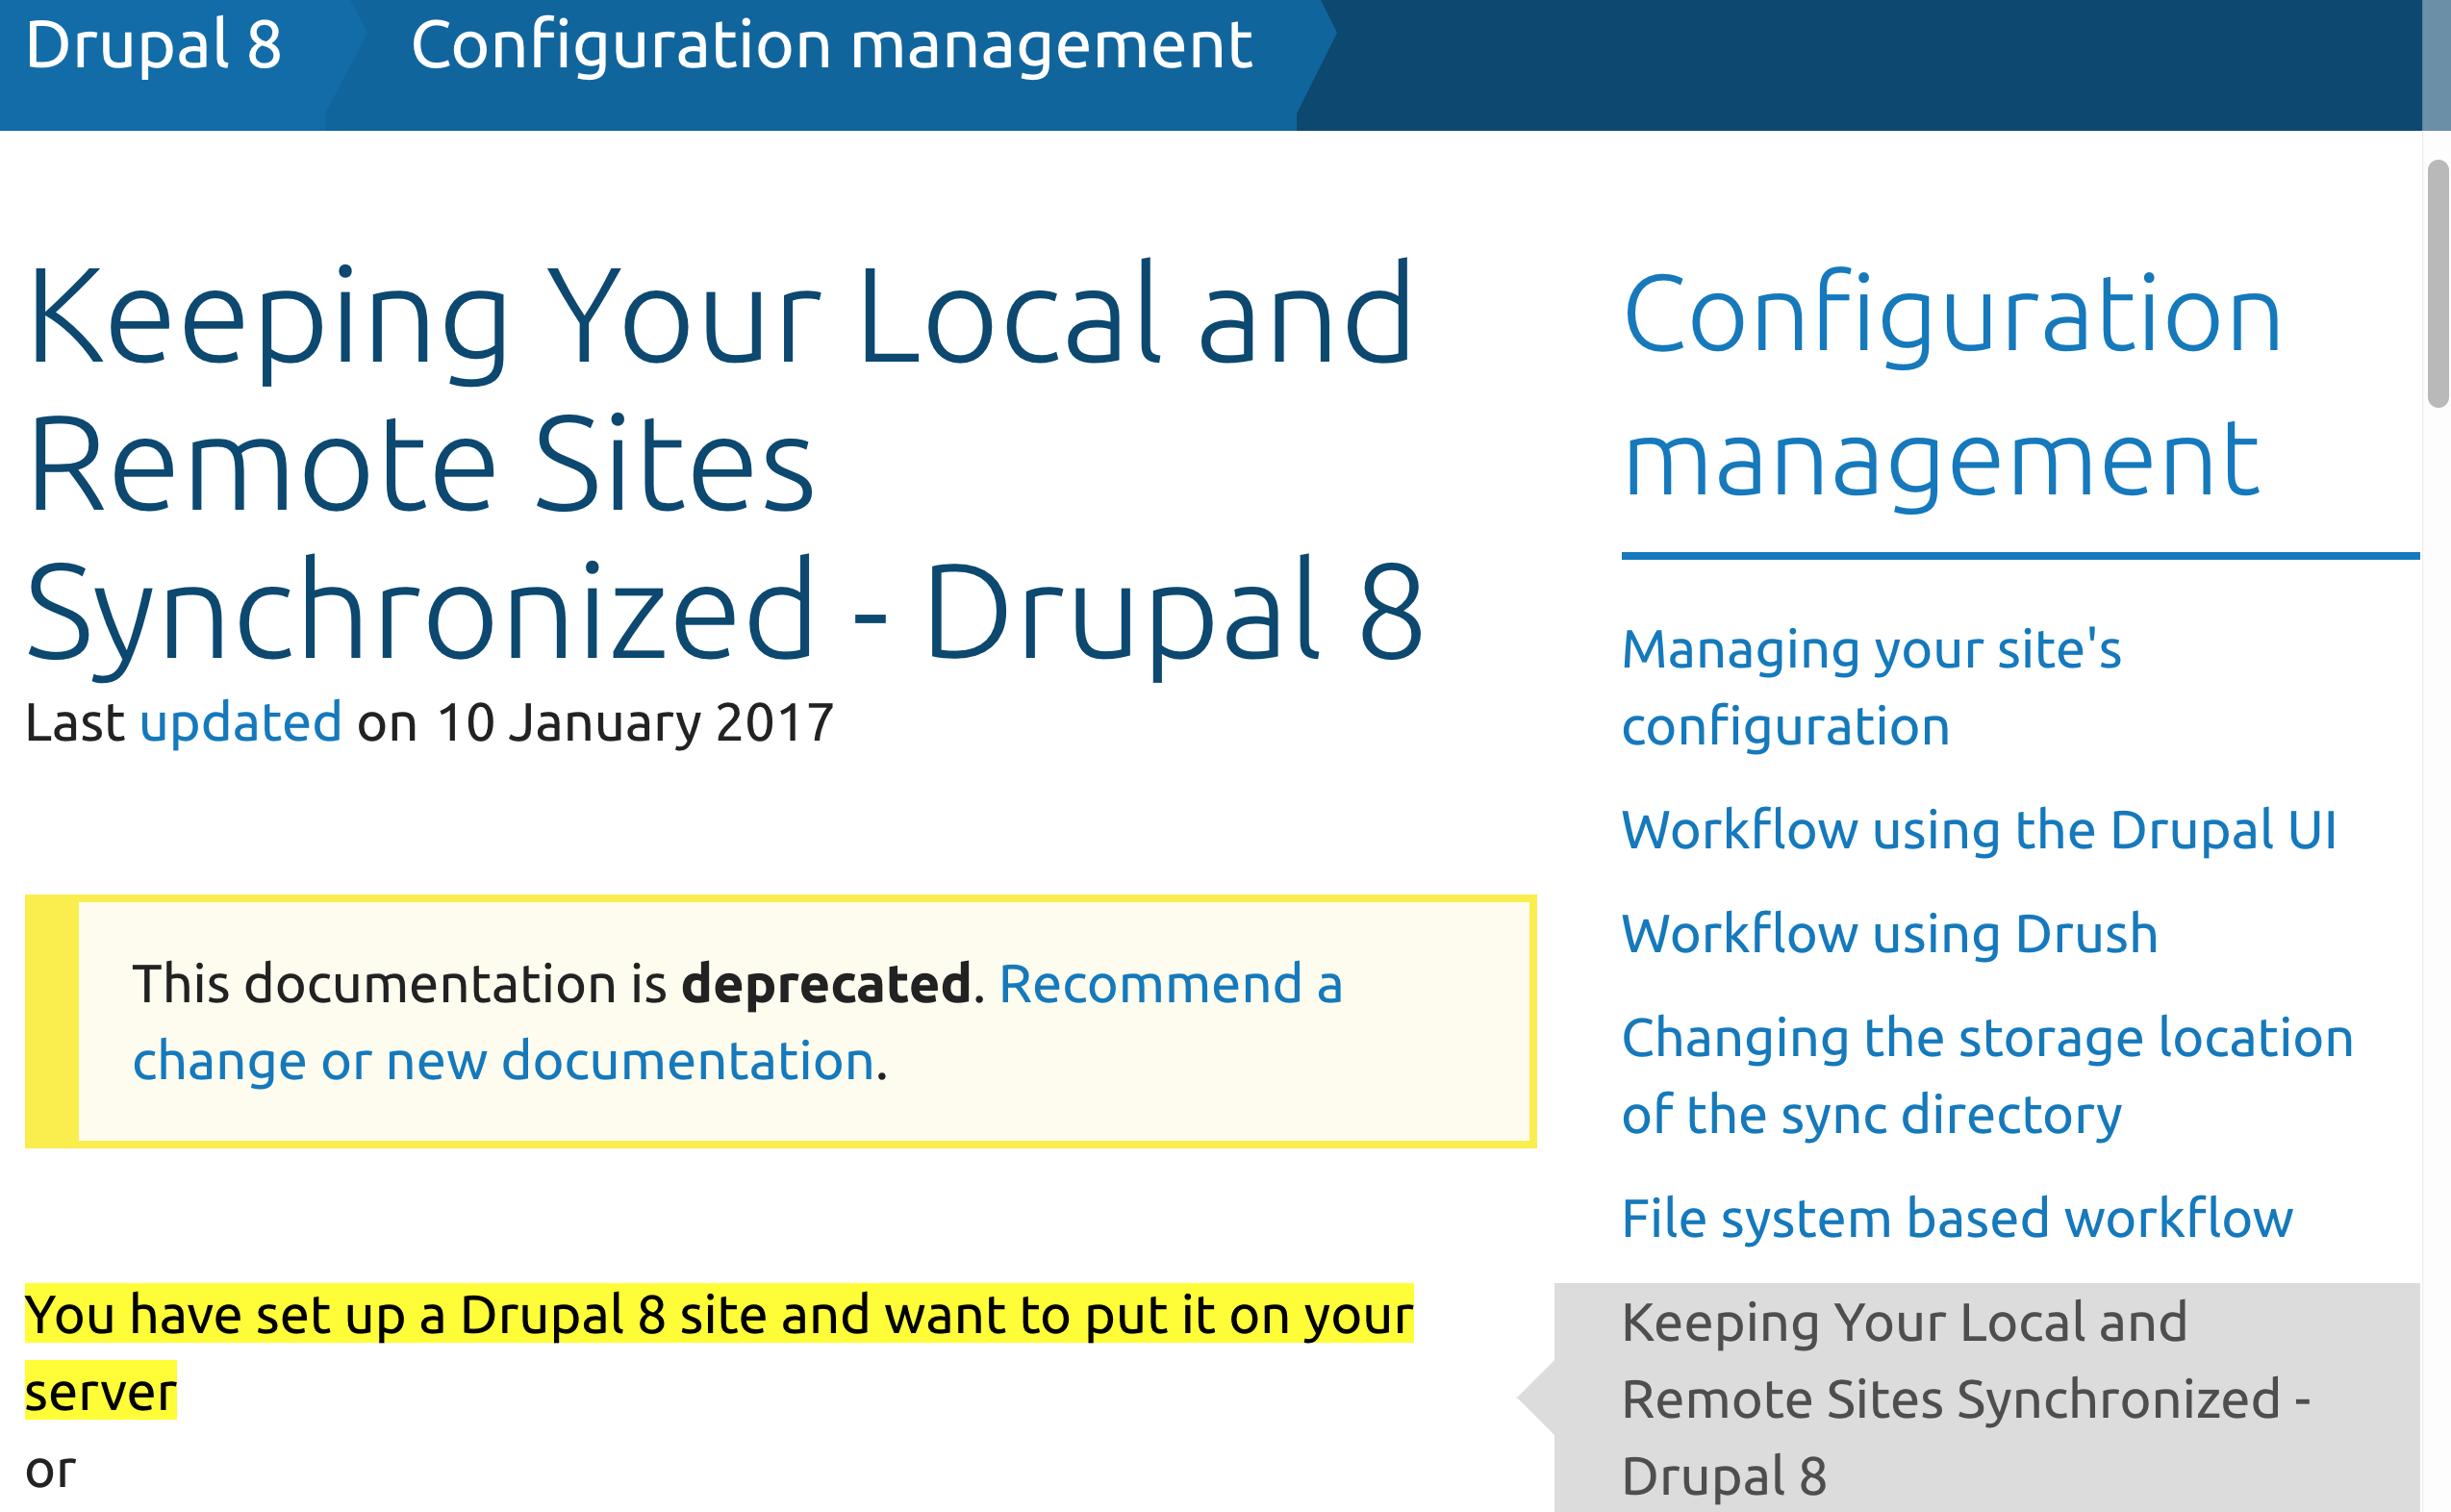 Drupal 8
Configuration management
Keeping Your Local and
Remote Sites
Synchronized - Drupal 8
Last updated on 10 January 2017
This documentation is deprecated. Recommend a
change or new documentation.
You have set up a Drupal 8 site and want to put it on your
server
or
Configuration
management
Managing your site's
configuration
Workflow using the Drupal UI
Workflow using Drush
Changing the storage location
of the sync directory
File system based workflow
Keeping Your Local and
Remote Sites Synchronized -
Drupal 8